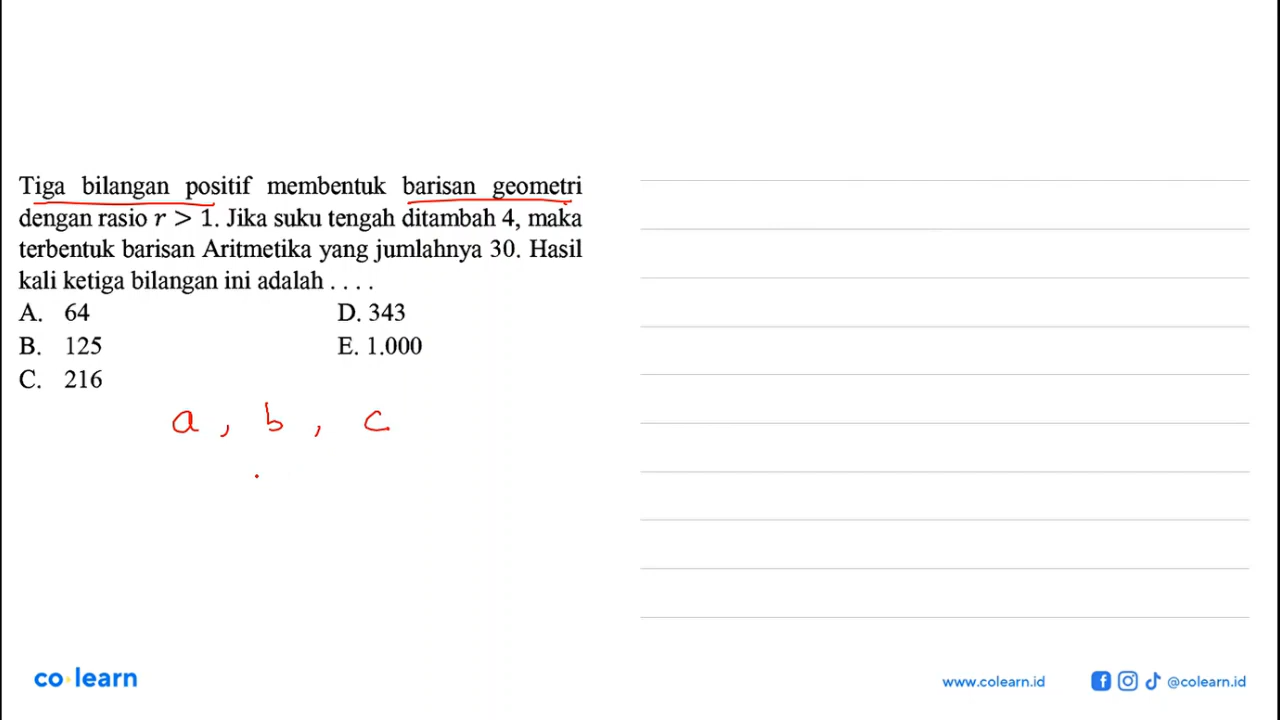 Tiga bilangan positif membentuk barisan geometri
dengan rasio r > 1. Jika suku tengah ditambah 4, maka
terbentuk barisan Aritmetika yang jumlahnya 30. Hasil
kali ketiga bilangan ini adalah . . . .
A. 64 D. 343
B. 125 E. 1.000
C. 216
a , b , c
co learn
www.colearn.id @colearn.id